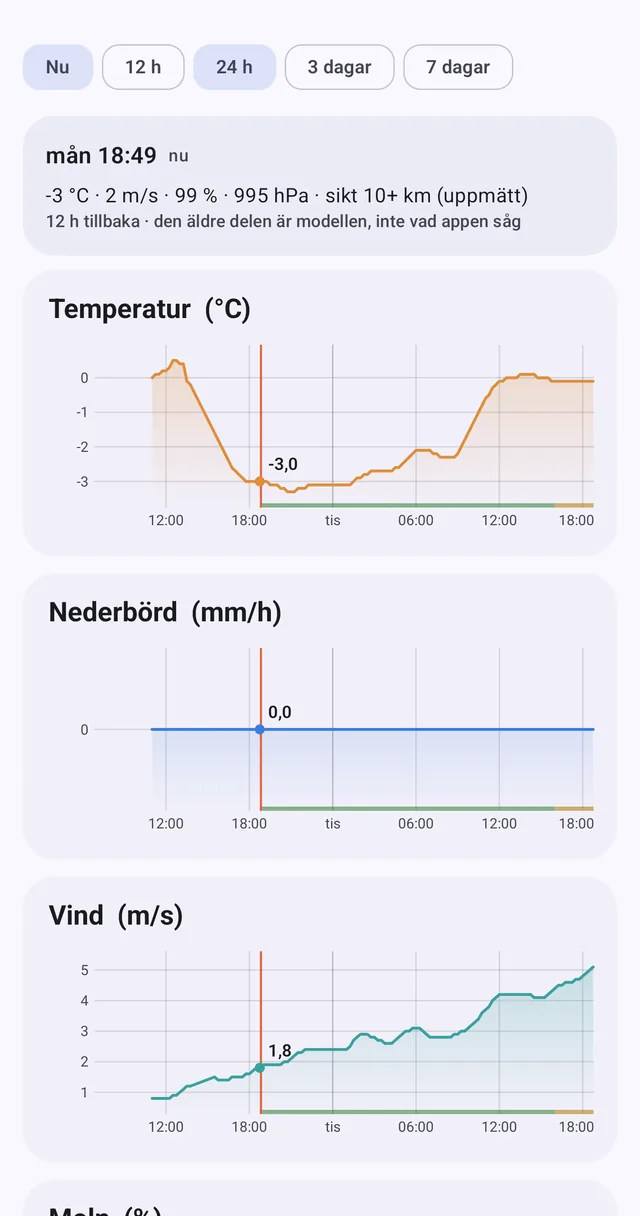 Nu 12 h 24 h 3 dagar 7 dagar
mån 18:49 nu
-3 °C · 2 m/s · 99 % · 995 hPa · sikt 10+ km (uppmätt)
12 h tillbaka · den äldre delen är modellen, inte vad appen såg
Temperatur (°C)
0
-1
-2
-3
-3,0
12:00 18:00 tis 06:00 12:00 18:00
Nederbörd (mm/h)
0,0
0
12:00 18:00 tis 06:00 12:00 18:00
Vind (m/s)
5
4
3
2
1,8
1
12:00 18:00 tis 06:00 12:00 18:00
Moln (%)